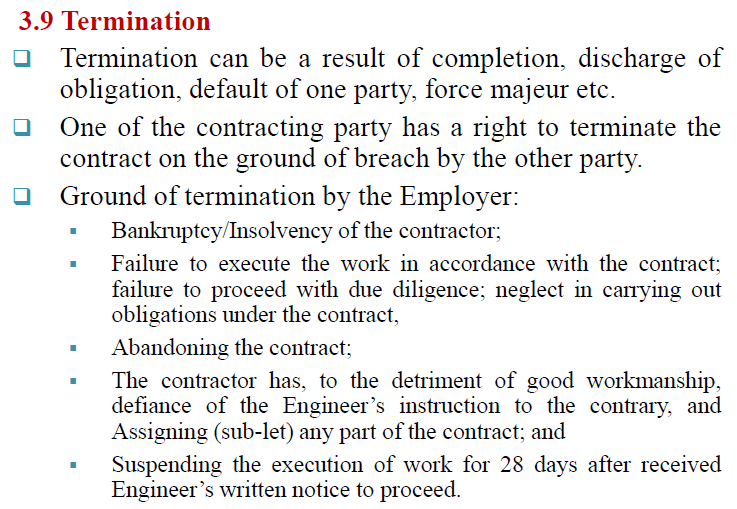 3.9 Termination
Termination can be a result of completion, discharge of
obligation, default of one party, force majeur etc.
One of the contracting party has a right to terminate the
contract on the ground of breach by the other party.
Ground of termination by the Employer:
Bankruptcy/Insolvency of the contractor;
Failure to execute the work in accordance with the contract;
failure to proceed with due diligence; neglect in carrying out
obligations under the contract,
Abandoning the contract;
The contractor has, to the detriment of good workmanship,
defiance of the Engineer’s instruction to the contrary, and
Assigning (sub-let) any part of the contract; and
Suspending the execution of work for 28 days after received
Engineer’s written notice to proceed.